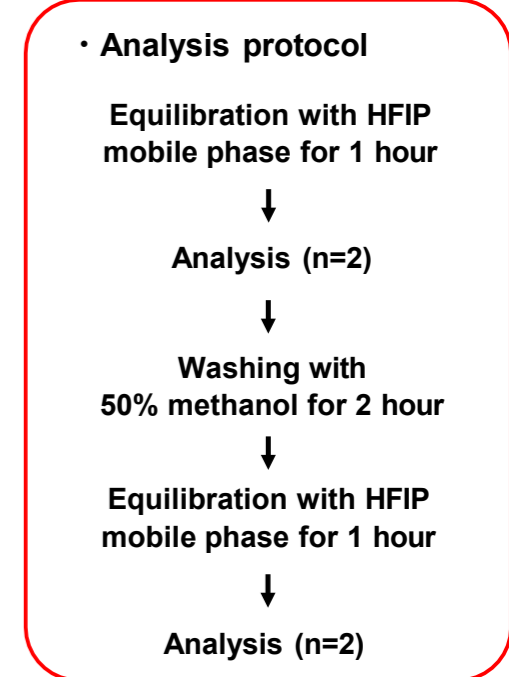 ・Analysis protocol
Equilibration with HFIP
mobile phase for 1 hour
↓
Analysis (n=2)
↓
Washing with
50% methanol for 2 hour
↓
Equilibration with HFIP
mobile phase for 1 hour
↓
Analysis (n=2)